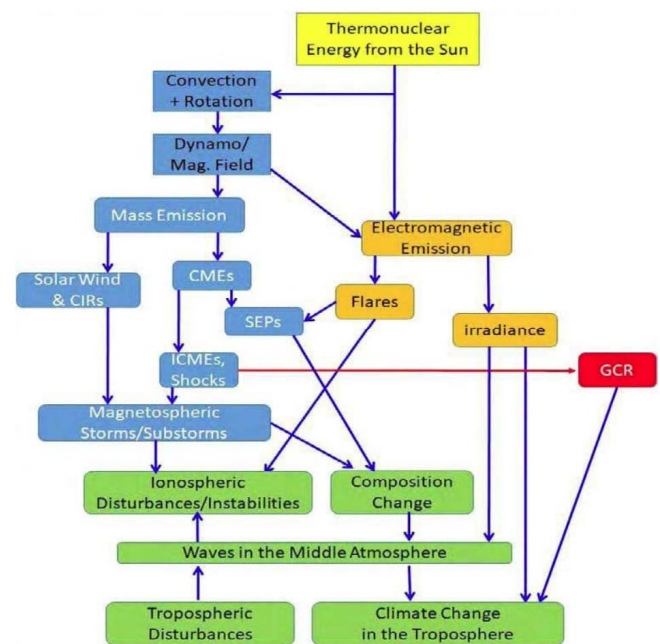 Thermonuclear
Energy from the Sun
Convection
+ Rotation
Dynamo/
Mag. Field
Mass Emission
Electromagnetic
Emission
Solar Wind
& CIRs
CMEs
SEPs
Flares
irradiance
ICMEs,
Shocks
GCR
Magnetospheric
Storms/Substorms
Ionospheric
Disturbances/Instabilities
Composition
Change
Waves in the Middle Atmosphere
Tropospheric
Disturbances
Climate Change
in the Troposphere